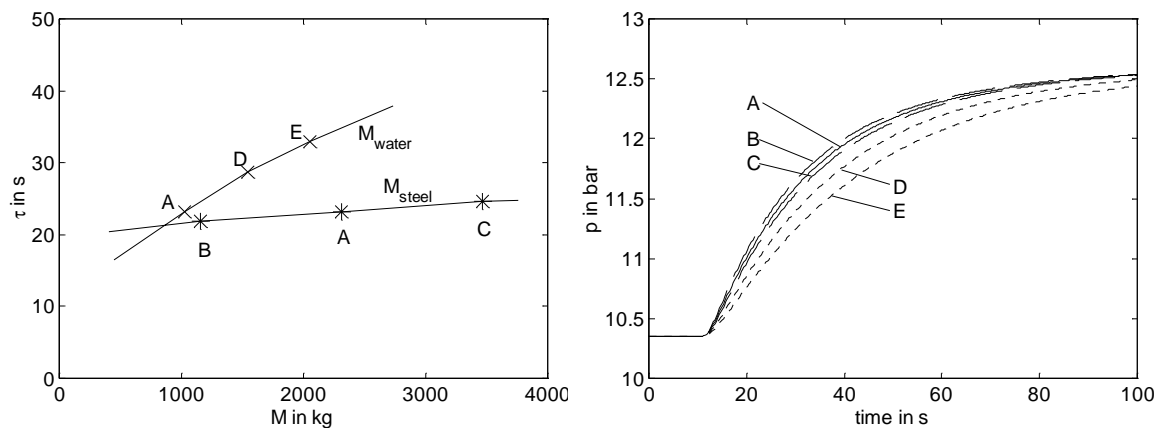 50
40
30
20
10
0
τ in s
0
1000
2000
3000
4000
M in kg
A
B
D
E
A
C
M_water
M_steel
13
12.5
12
11.5
11
10.5
10
p in bar
0
20
40
60
80
100
time in s
A
B
C
D
E